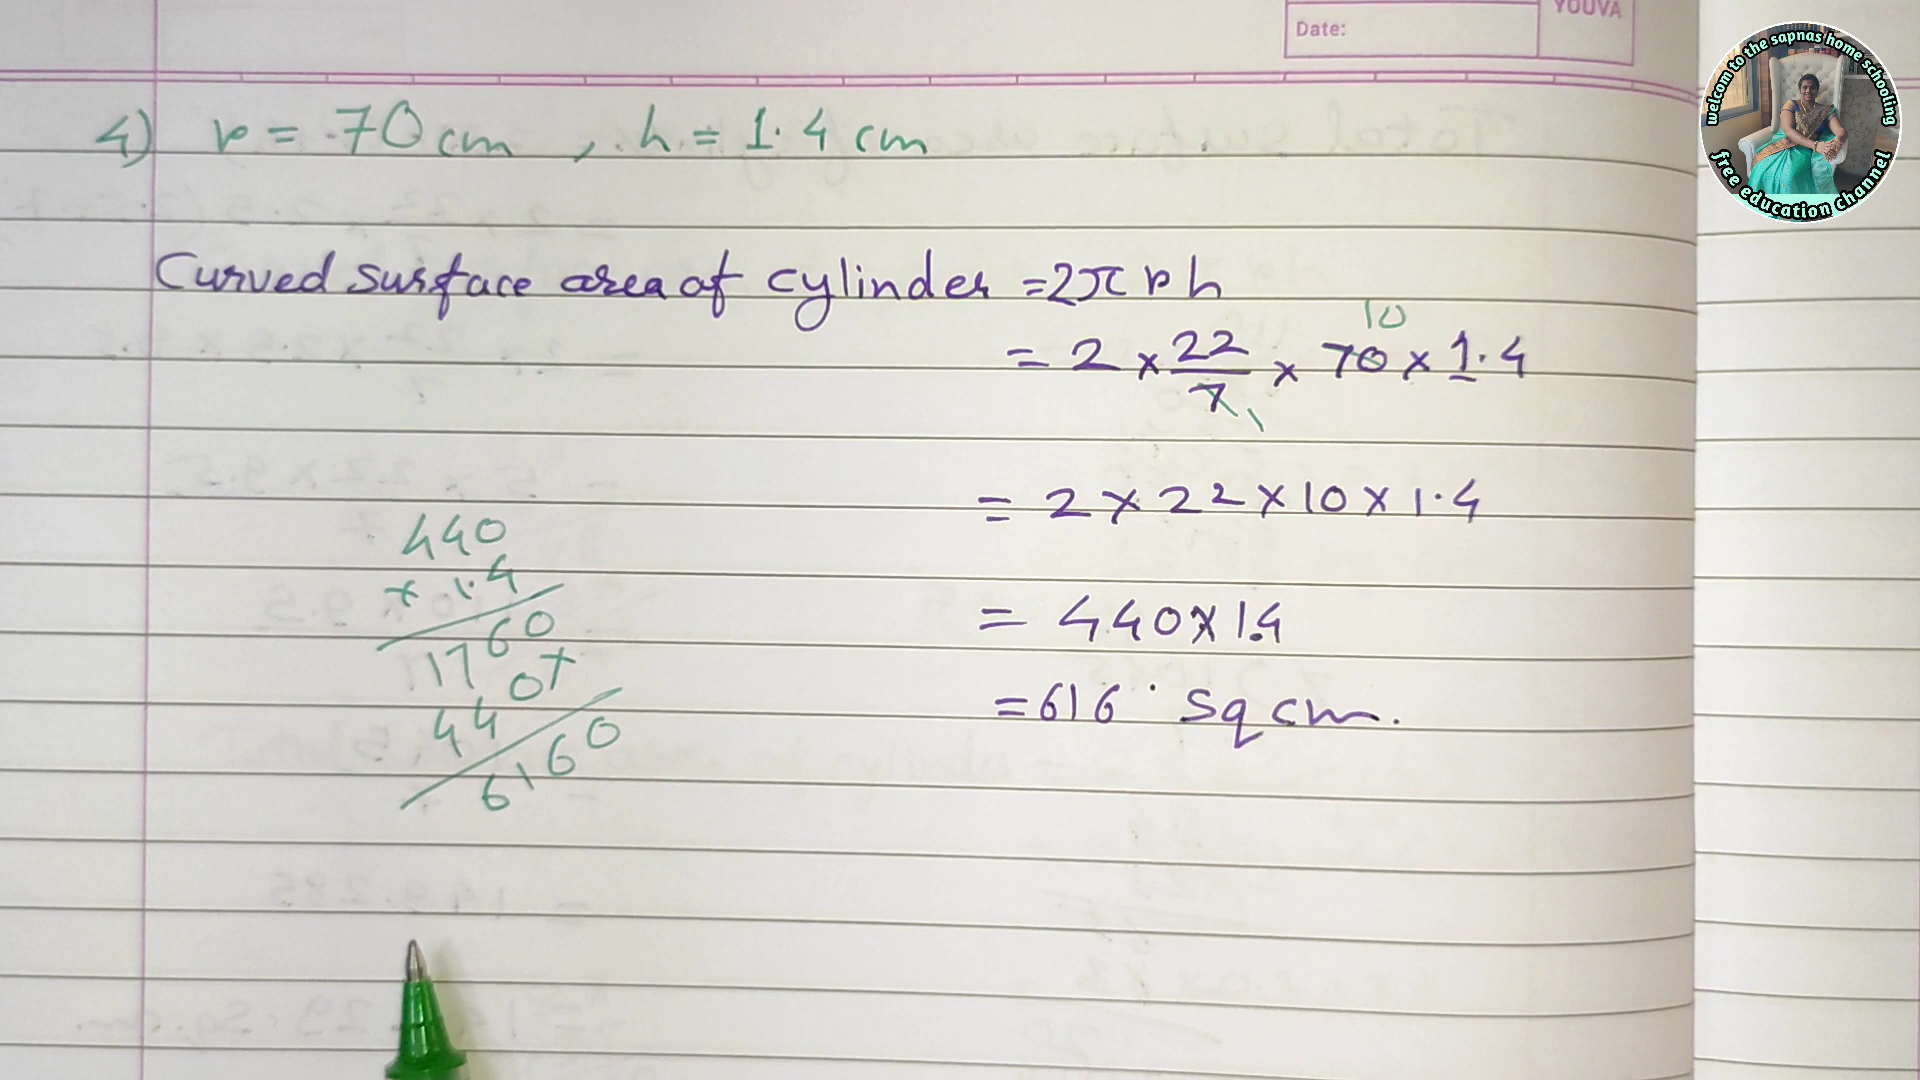 YOUVA
Date:
welcom to the sapnas home schooling
free education channel
4) r = 70 cm , h = 1.4 cm
Curved surface area of cylinder = 2πrh
10
= 2 × 22/7 × 70 × 1.4
1
= 2 × 22 × 10 × 1.4
= 440 × 1.4
= 616 sq cm.
440
× 1.4
1760
440+
6160